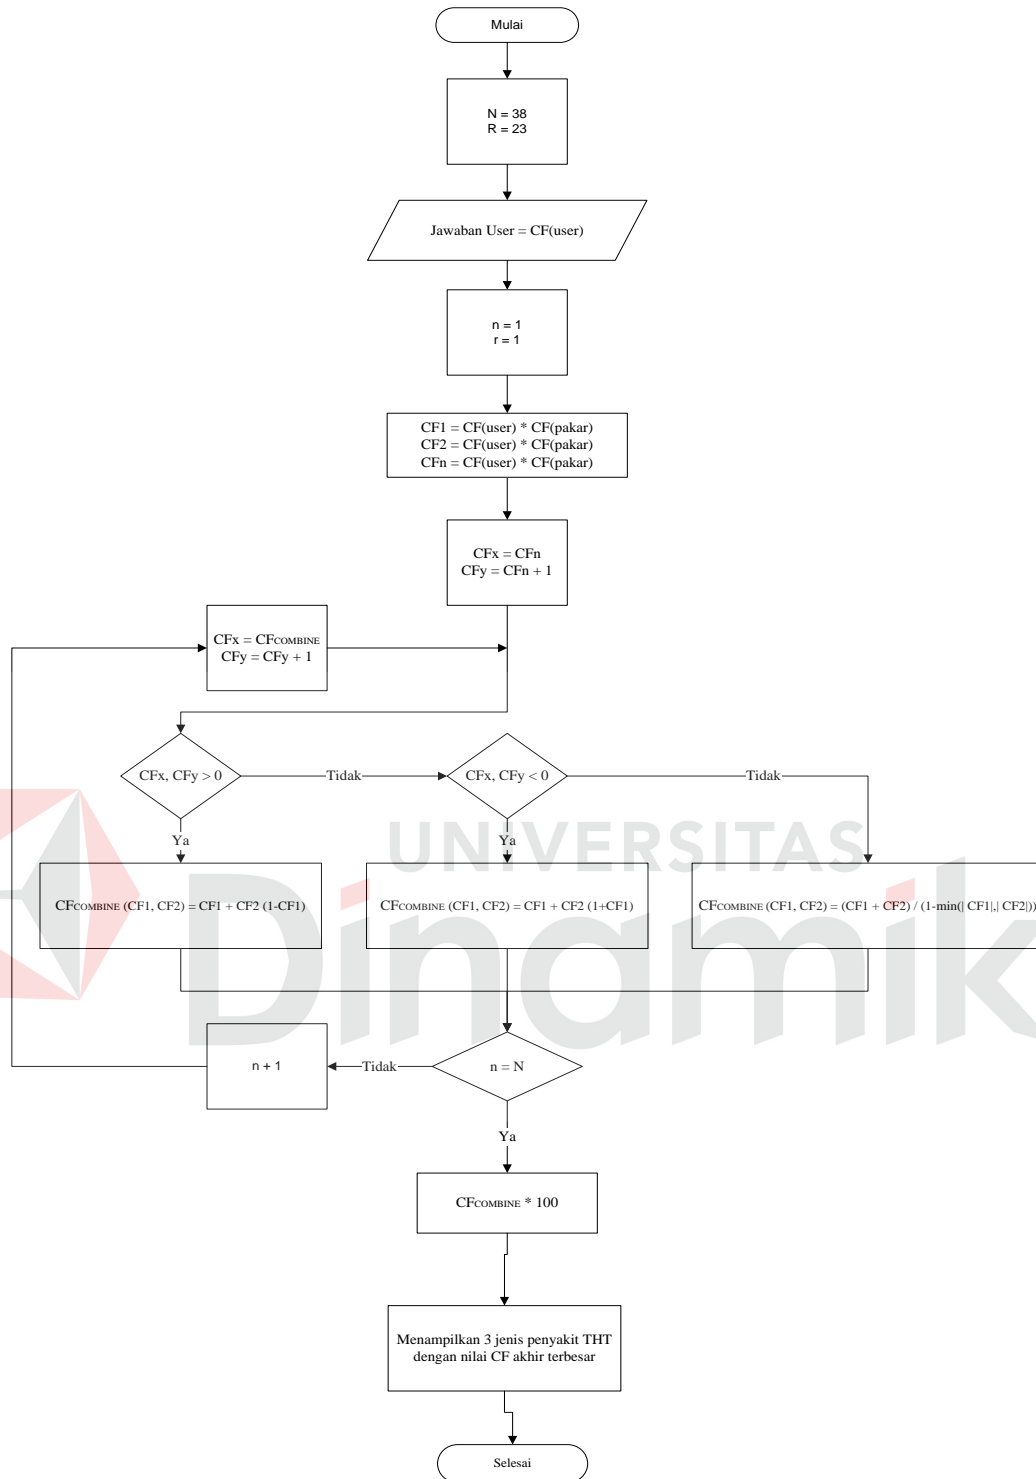 Mulai
N = 38
R = 23
Jawaban User = CF(user)
n = 1
r = 1
CF1 = CF(user) * CF(pakar)
CF2 = CF(user) * CF(pakar)
CFn = CF(user) * CF(pakar)
CFx = CFn
CFy = CFn + 1
CFx = CFCOMBINE
CFy = CFy + 1
CFx, CFy > 0
Tidak
CFx, CFy < 0
Tidak
Ya
Ya
UNIVERSITAS
Dinamika
CFCOMBINE (CF1, CF2) = CF1 + CF2 (1-CF1)
CFCOMBINE (CF1, CF2) = CF1 + CF2 (1+CF1)
CFCOMBINE (CF1, CF2) = (CF1 + CF2) / (1-min(| CF1|,| CF2|))
n + 1
Tidak
n = N
Ya
CFCOMBINE * 100
Menampilkan 3 jenis penyakit THT
dengan nilai CF akhir terbesar
Selesai